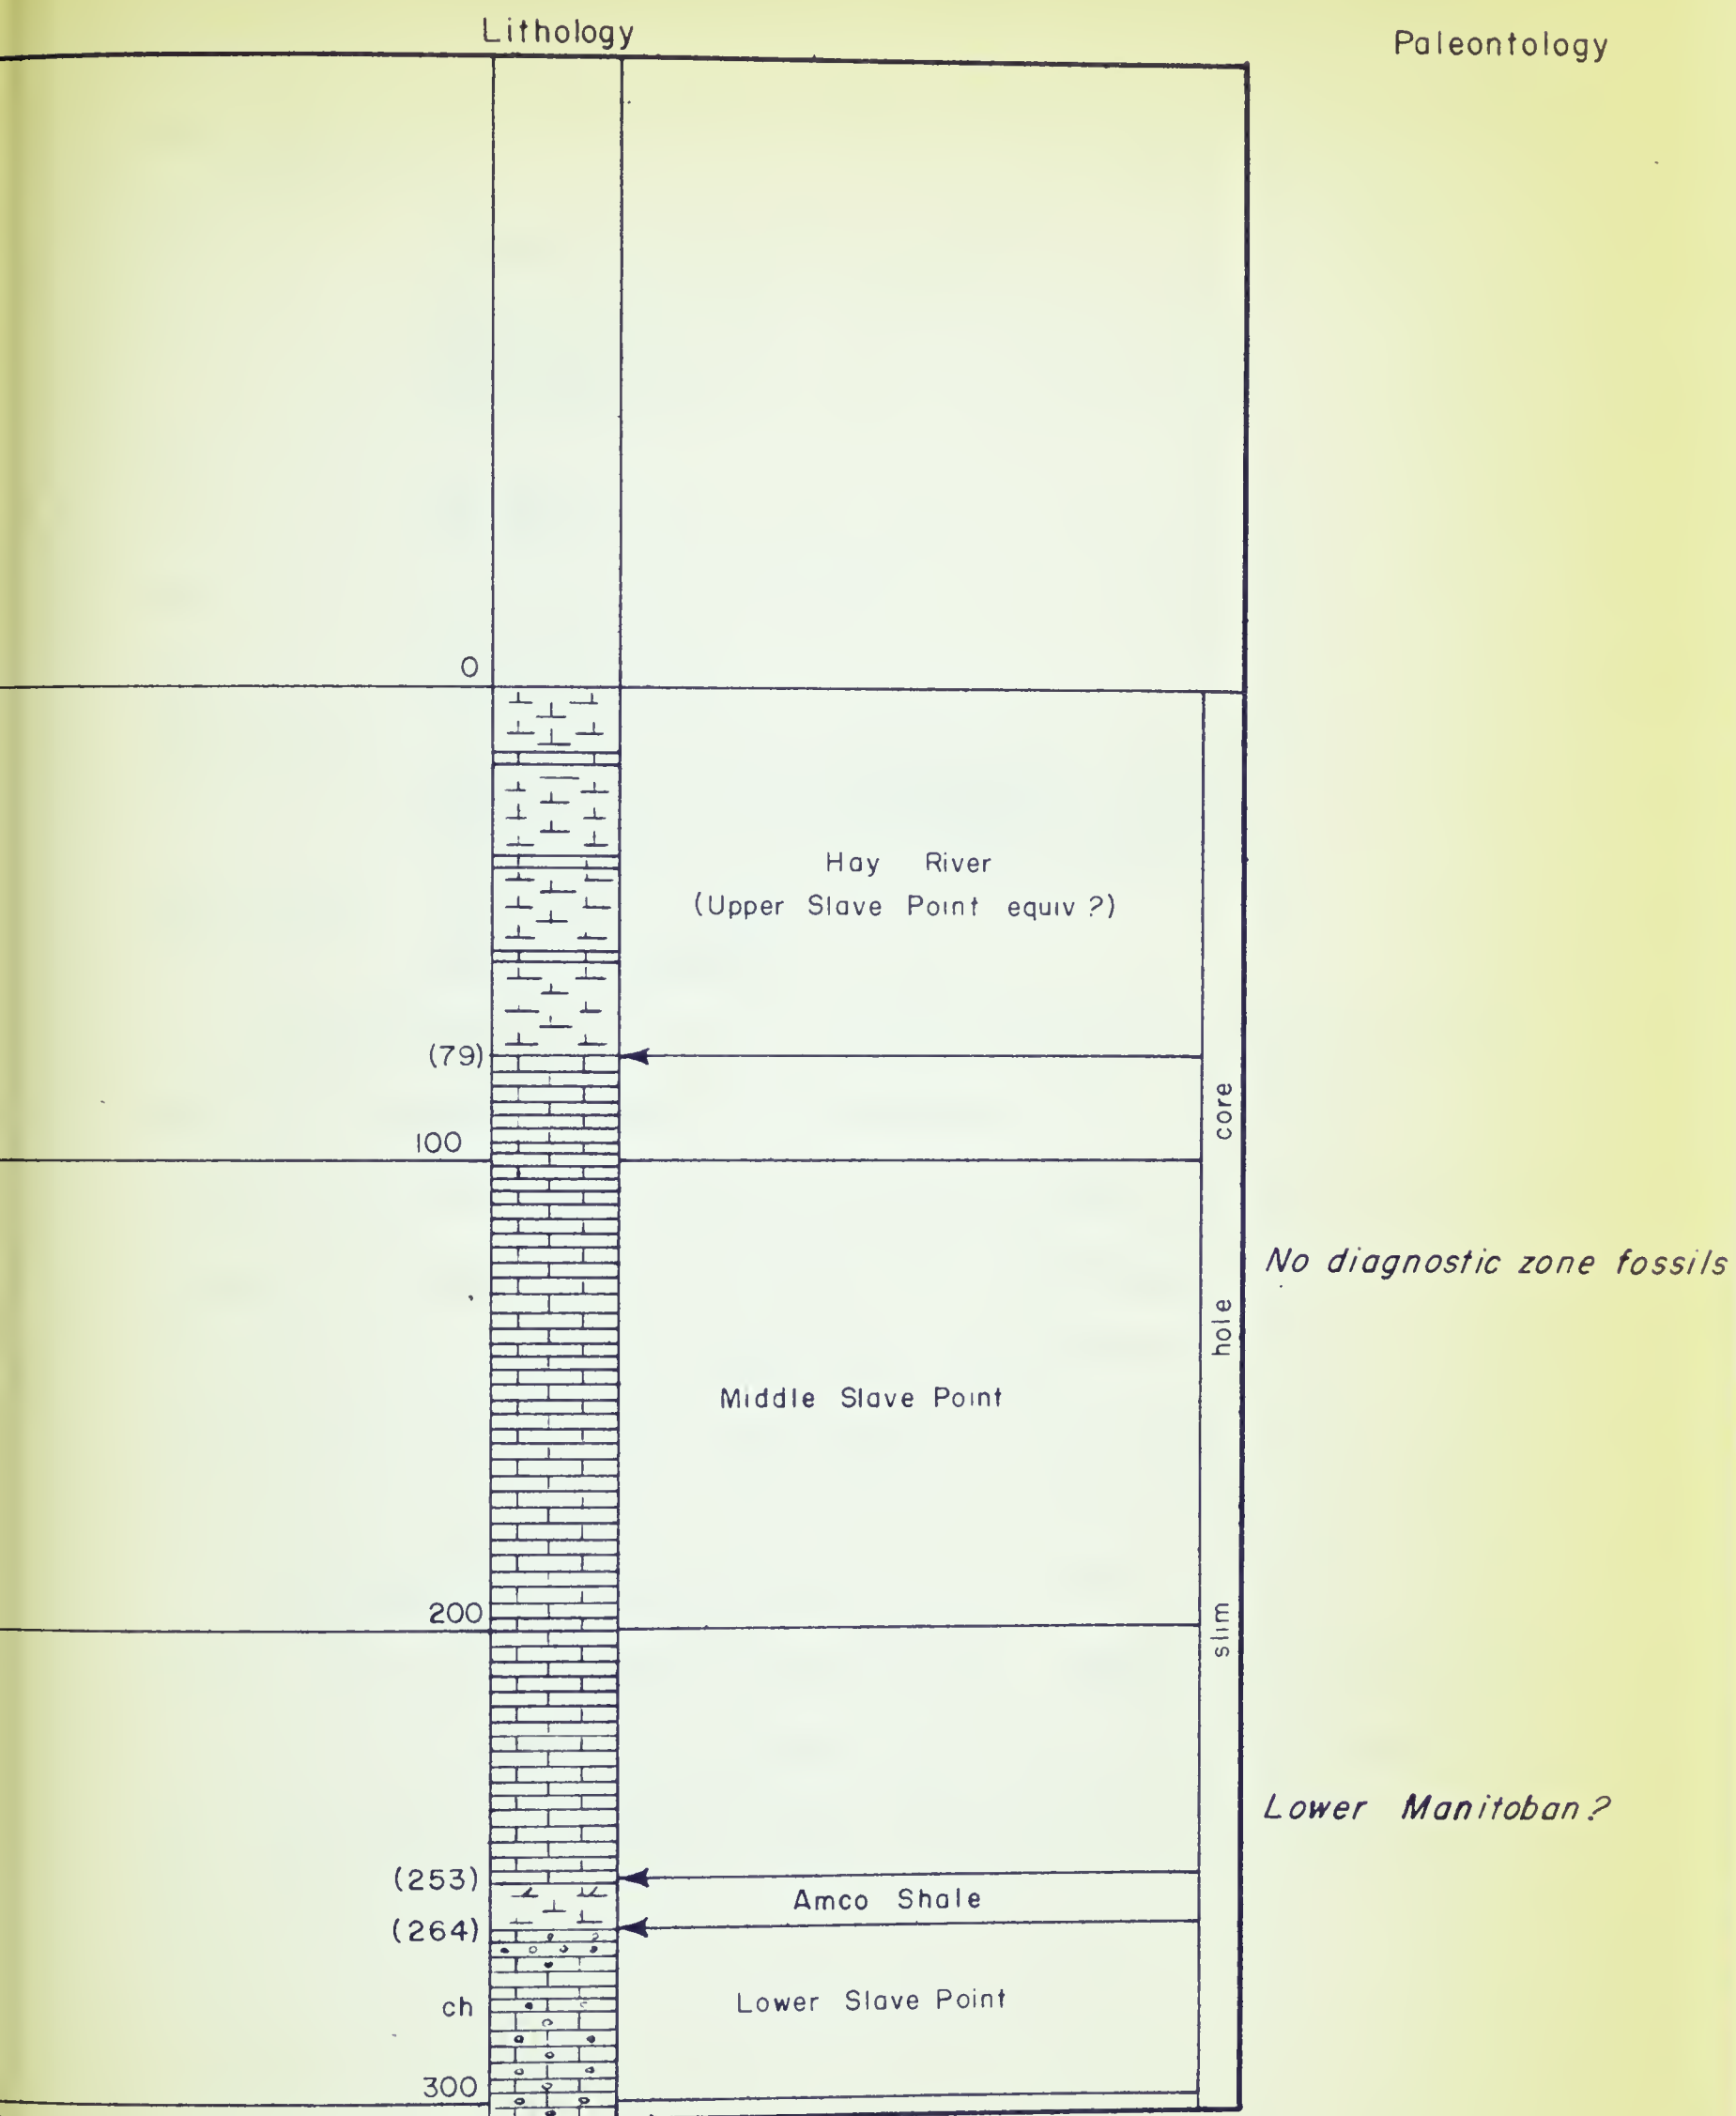 Lithology
Paleontology
0
Hay River
(Upper Slave Point equiv ?)
(79)
core
100
No diagnostic zone fossils
hole
Middle Slave Point
200
slim
Lower Manitoban ?
(253)
Amco Shale
(264)
Lower Slave Point
ch
300